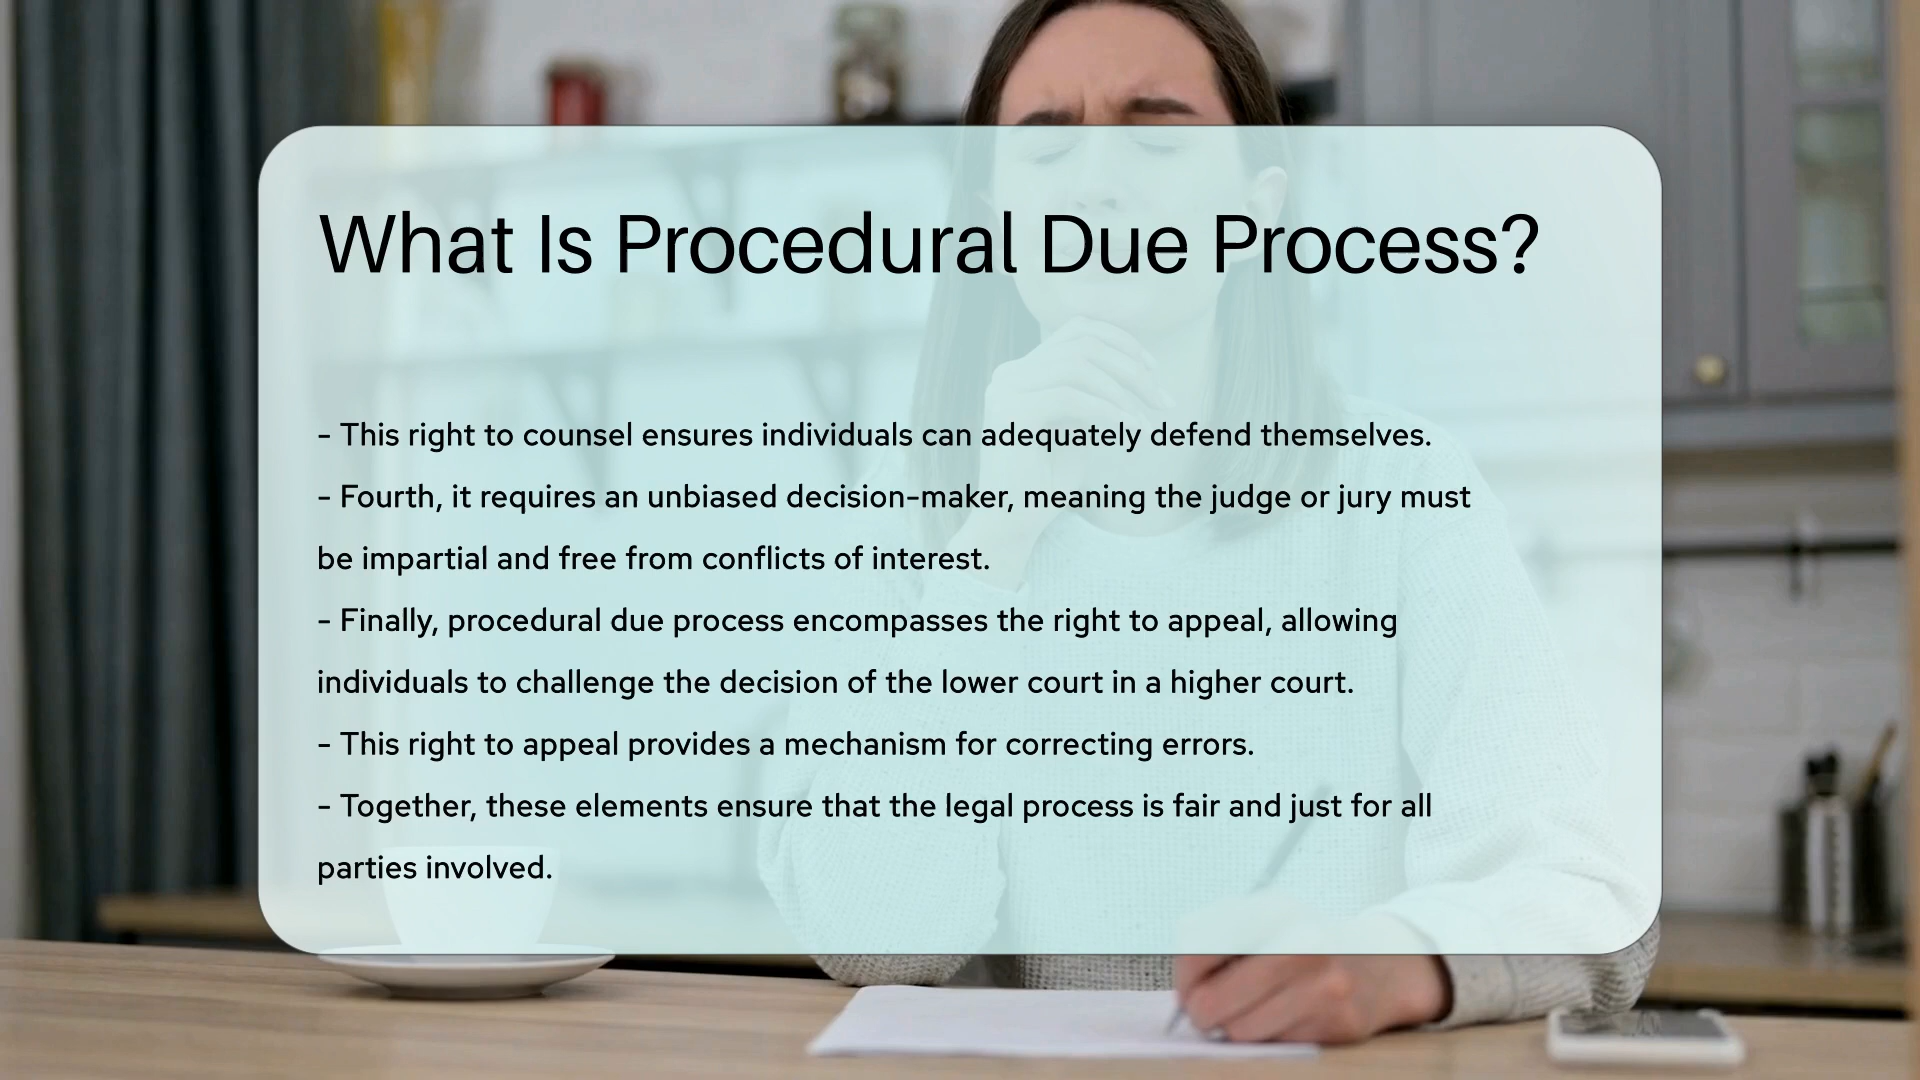 What Is Procedural Due Process?
- This right to counsel ensures individuals can adequately defend themselves.
- Fourth, it requires an unbiased decision-maker, meaning the judge or jury must
be impartial and free from conflicts of interest.
- Finally, procedural due process encompasses the right to appeal, allowing
individuals to challenge the decision of the lower court in a higher court.
- This right to appeal provides a mechanism for correcting errors.
- Together, these elements ensure that the legal process is fair and just for all
parties involved.